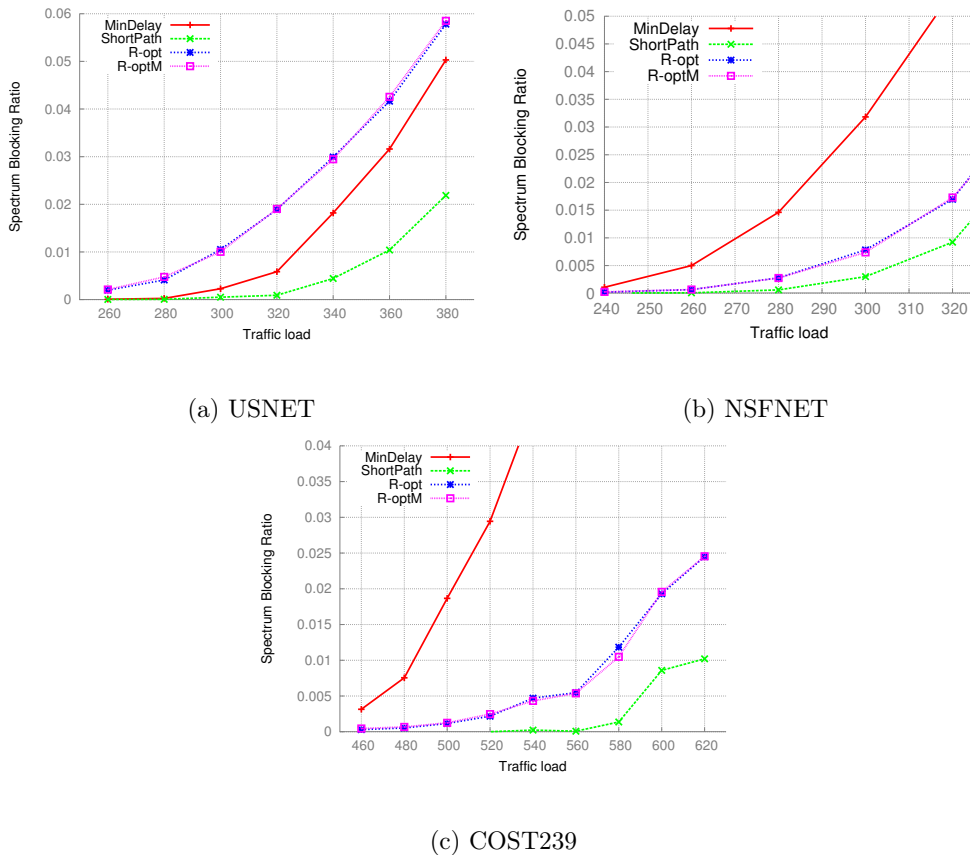 MinDelay
ShortPath
R-opt
R-optM
Spectrum Blocking Ratio
0.06
0.05
0.04
0.03
0.02
0.01
0
260 280 300 320 340 360 380
Traffic load
(a) USNET
MinDelay
ShortPath
R-opt
R-optM
Spectrum Blocking Ratio
0.05
0.045
0.04
0.035
0.03
0.025
0.02
0.015
0.01
0.005
0
240 250 260 270 280 290 300 310 320
Traffic load
(b) NSFNET
MinDelay
ShortPath
R-opt
R-optM
Spectrum Blocking Ratio
0.04
0.035
0.03
0.025
0.02
0.015
0.01
0.005
0
460 480 500 520 540 560 580 600 620
Traffic load
(c) COST239